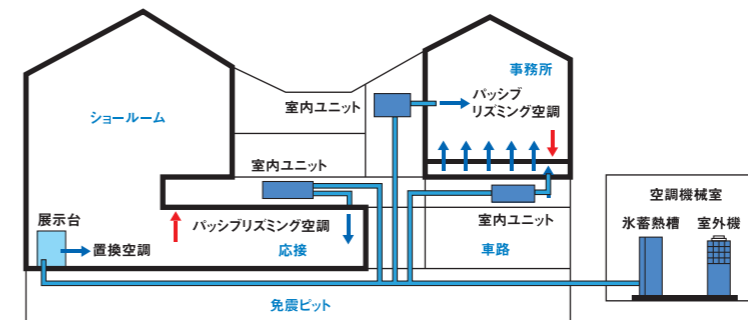 事務所
パッシブ
リズミング空調
室内ユニット
ショールーム
室内ユニット
空調機械室
展示台
パッシブリズミング空調
室内ユニット
氷蓄熱槽
室外機
置換空調
応接
車路
免震ピット